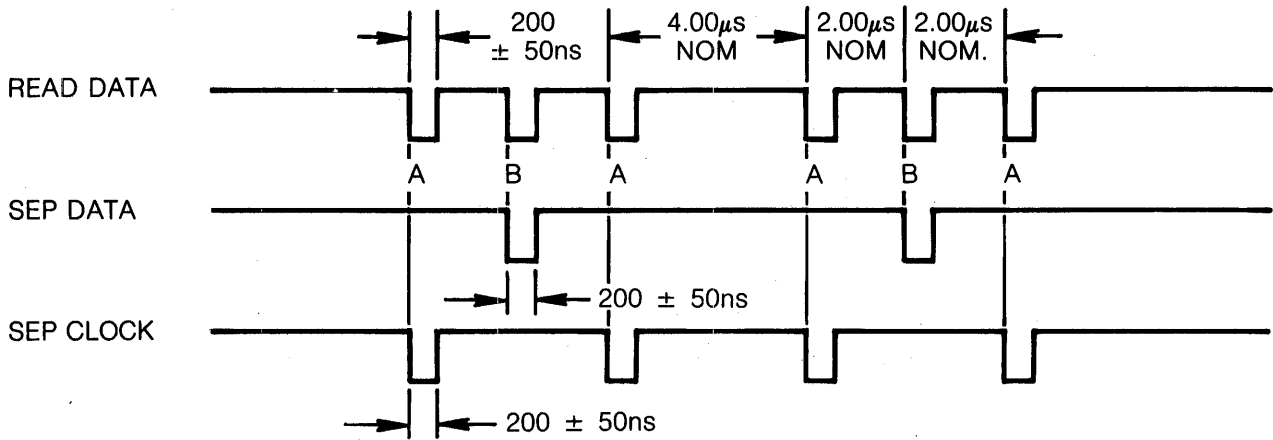 200
± 50ns
4.00μs
NOM
2.00μs
NOM
2.00μs
NOM.
READ DATA
A B A A B A
SEP DATA
200 ± 50ns
SEP CLOCK
200 ± 50ns